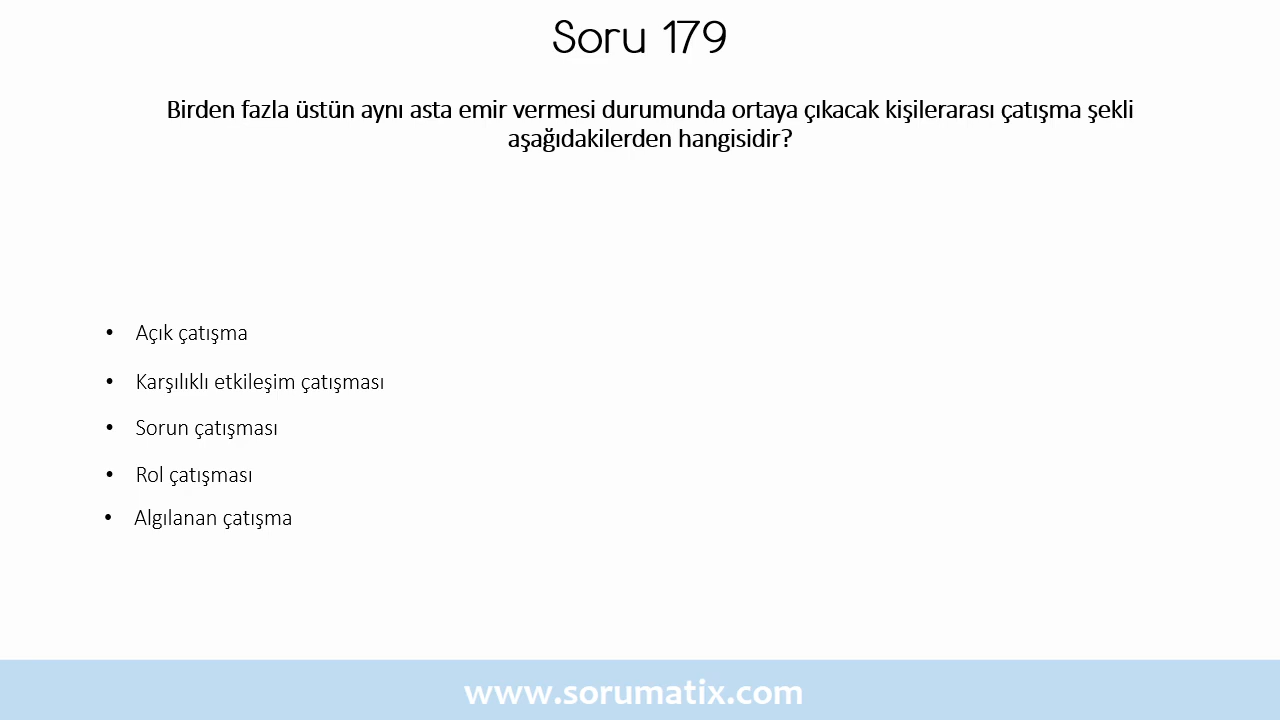 Soru 179
Birden fazla üstün aynı asta emir vermesi durumunda ortaya çıkacak kişilerarası çatışma şekli
aşağıdakilerden hangisidir?
• Açık çatışma
• Karşılıklı etkileşim çatışması
• Sorun çatışması
• Rol çatışması
• Algılanan çatışma
www.sorumatix.com